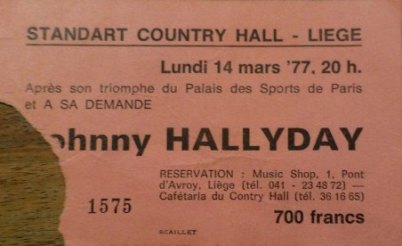 STANDART COUNTRY HALL - LIEGE
Lundi 14 mars '77, 20 h.
Après son triomphe du Palais des Sports de Paris
et A SA DEMANDE
ohnny HALLYDAY
RESERVATION : Music Shop, 1, Pont
d'Avroy, Liège (tél. 041 - 23 48 72) —
Cafétaria du Contry Hall (tél. 36 16 65)
1575
700 francs
SCAILLET